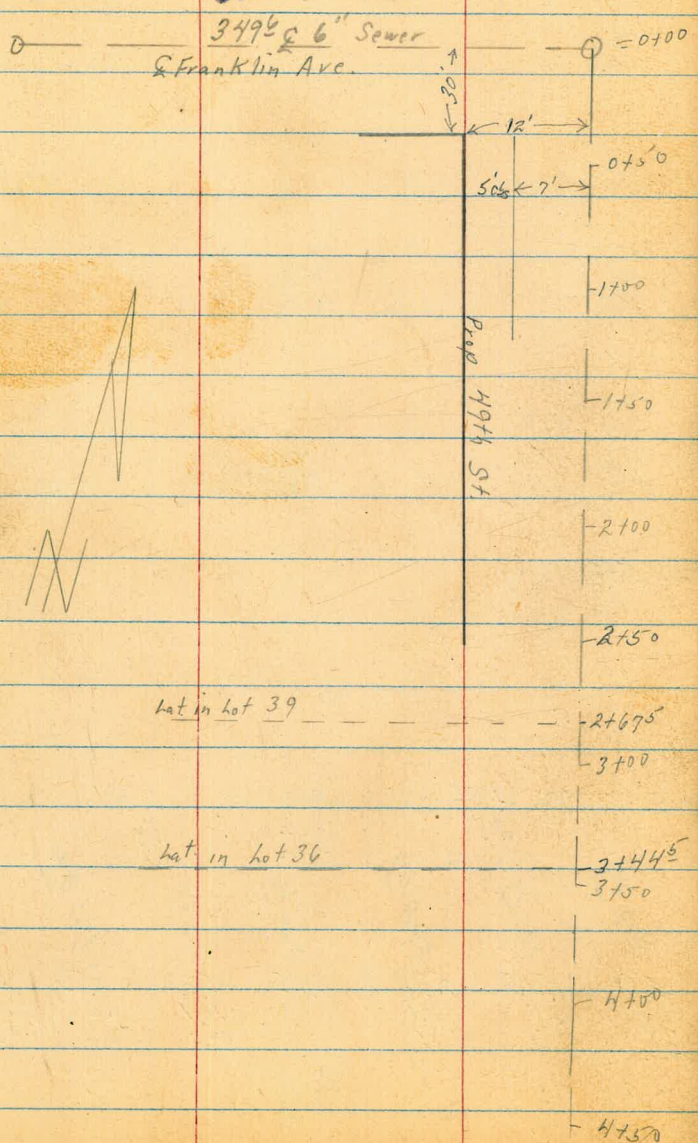 349⁶ ℄ 6" Sewer
= 0+00
℄ Franklin Ave.
30'
12'
0+50
7'
1+00
Prop 49th St.
1+50
2+00
2+50
Lat in Lot 39
2+67⁵
3+00
Lat in Lot 36
3+44⁵
3+50
4+00
4+50
N